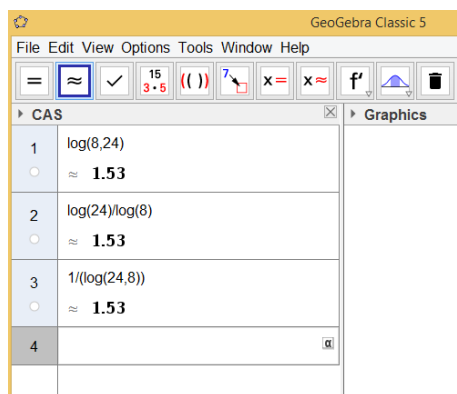 GeoGebra Classic 5
File Edit View Options Tools Window Help
= ≈ ✓ 15 3·5 (( )) 7 x= x≈ f'
CAS Graphics
1 log(8,24)
≈ 1.53
2 log(24)/log(8)
≈ 1.53
3 1/(log(24,8))
≈ 1.53
4 α